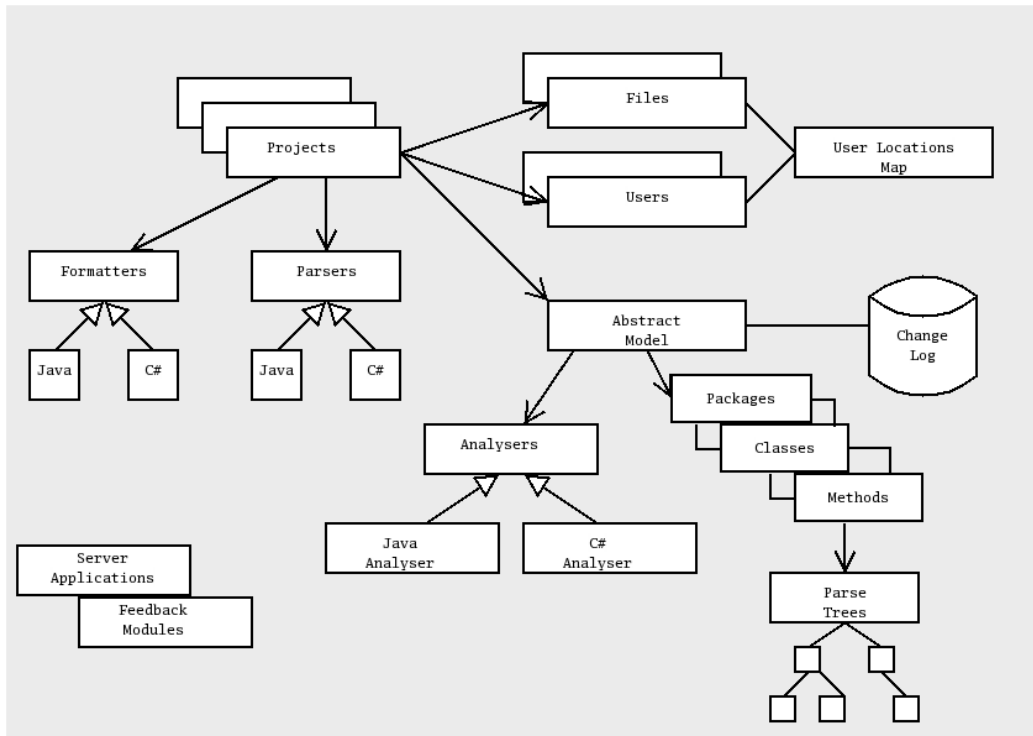 Files
Projects
User Locations
Map
Users
Formatters
Parsers
Abstract
Model
Change
Log
Java
C#
Java
C#
Packages
Analysers
Classes
Methods
Java
Analyser
C#
Analyser
Server
Applications
Feedback
Modules
Parse
Trees